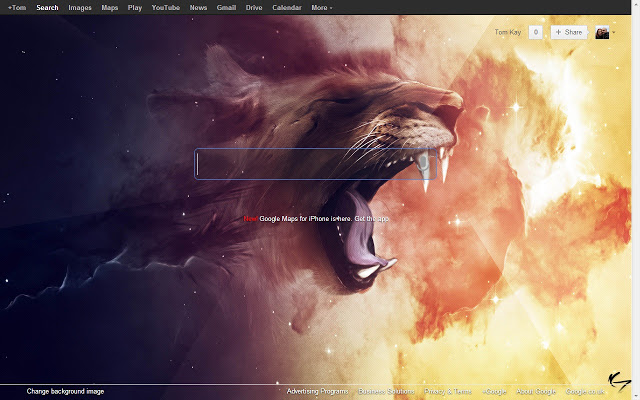 +Tom Search Images Maps Play YouTube News Gmail Drive Calendar More
Tom Kay 0 + Share
New! Google Maps for iPhone is here. Get the app.
Change background image Advertising Programs Business Solutions Privacy & Terms +Google About Google Google.co.uk